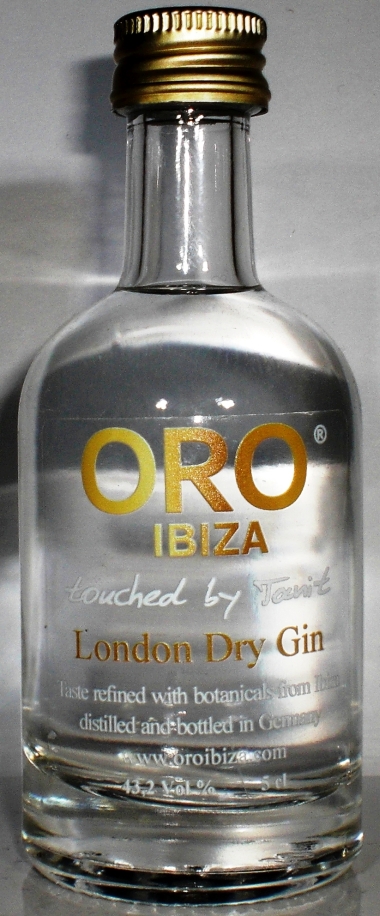 ORO®
IBIZA
touched by Tanit
London Dry Gin
Taste refined with botanicals from Ibiza
distilled and bottled in Germany
www.oroibiza.com
43,2 Vol.% 5 cl